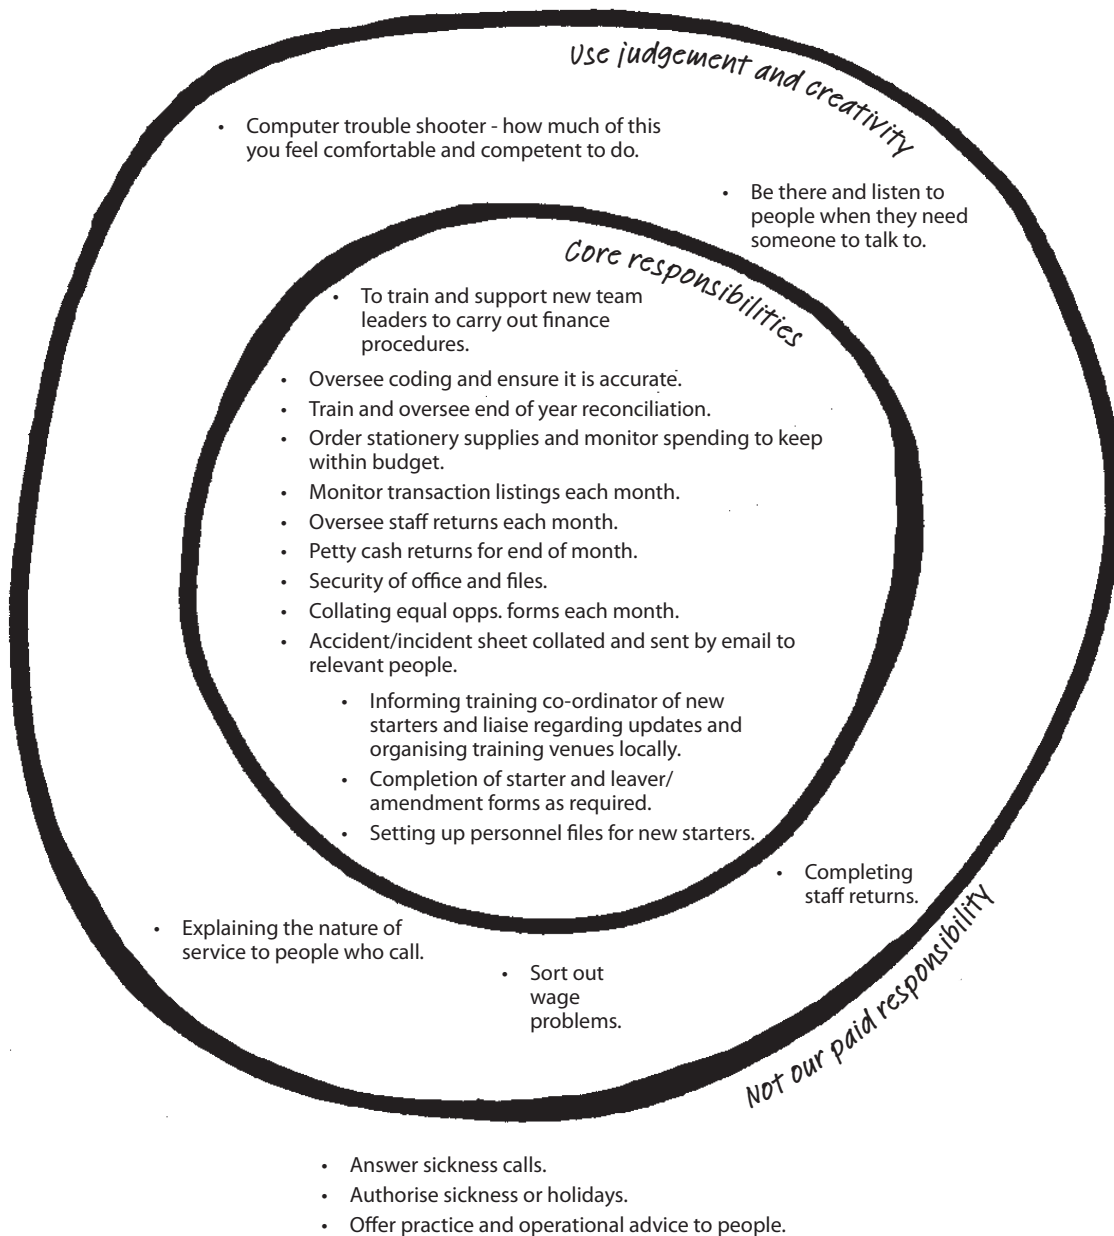 Use judgement and creativity
• Computer trouble shooter - how much of this
you feel comfortable and competent to do.
• Be there and listen to
people when they need
someone to talk to.
Core responsibilities
• To train and support new team
leaders to carry out finance
procedures.
• Oversee coding and ensure it is accurate.
• Train and oversee end of year reconciliation.
• Order stationery supplies and monitor spending to keep
within budget.
• Monitor transaction listings each month.
• Oversee staff returns each month.
• Petty cash returns for end of month.
• Security of office and files.
• Collating equal opps. forms each month.
• Accident/incident sheet collated and sent by email to
relevant people.
• Informing training co-ordinator of new
starters and liaise regarding updates and
organising training venues locally.
• Completion of starter and leaver/
amendment forms as required.
• Setting up personnel files for new starters.
• Completing
staff returns.
• Explaining the nature of
service to people who call.
• Sort out
wage
problems.
Not our paid responsibility
• Answer sickness calls.
• Authorise sickness or holidays.
• Offer practice and operational advice to people.